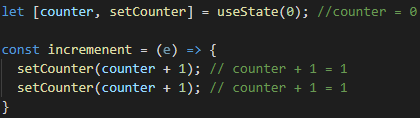 let [counter, setCounter] = useState(0); //counter = 0
const incremenent = (e) => {
setCounter(counter + 1); // counter + 1 = 1
setCounter(counter + 1); // counter + 1 = 1
}